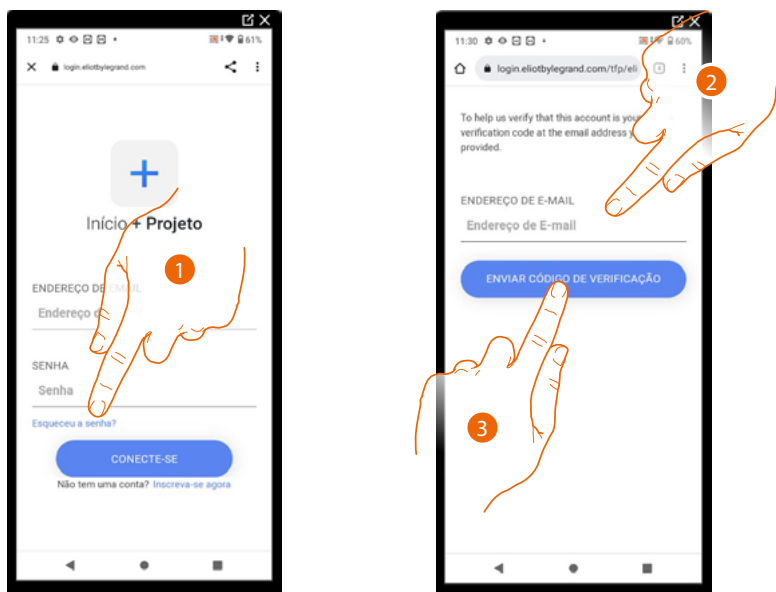 11:25
61%
login.eliotbylegrand.com
Início + Projeto
1
ENDEREÇO DE EMAIL
Endereço d
SENHA
Senha
Esqueceu a senha?
CONECTE-SE
Não tem uma conta? Inscreva-se agora
11:30
60%
login.eliotbylegrand.com/tfp/eli
2
To help us verify that this account is
verification code at the email address
provided.
ENDEREÇO DE E-MAIL
Endereço de E-mail
ENVIAR CÓDIGO DE VERIFICAÇÃO
3